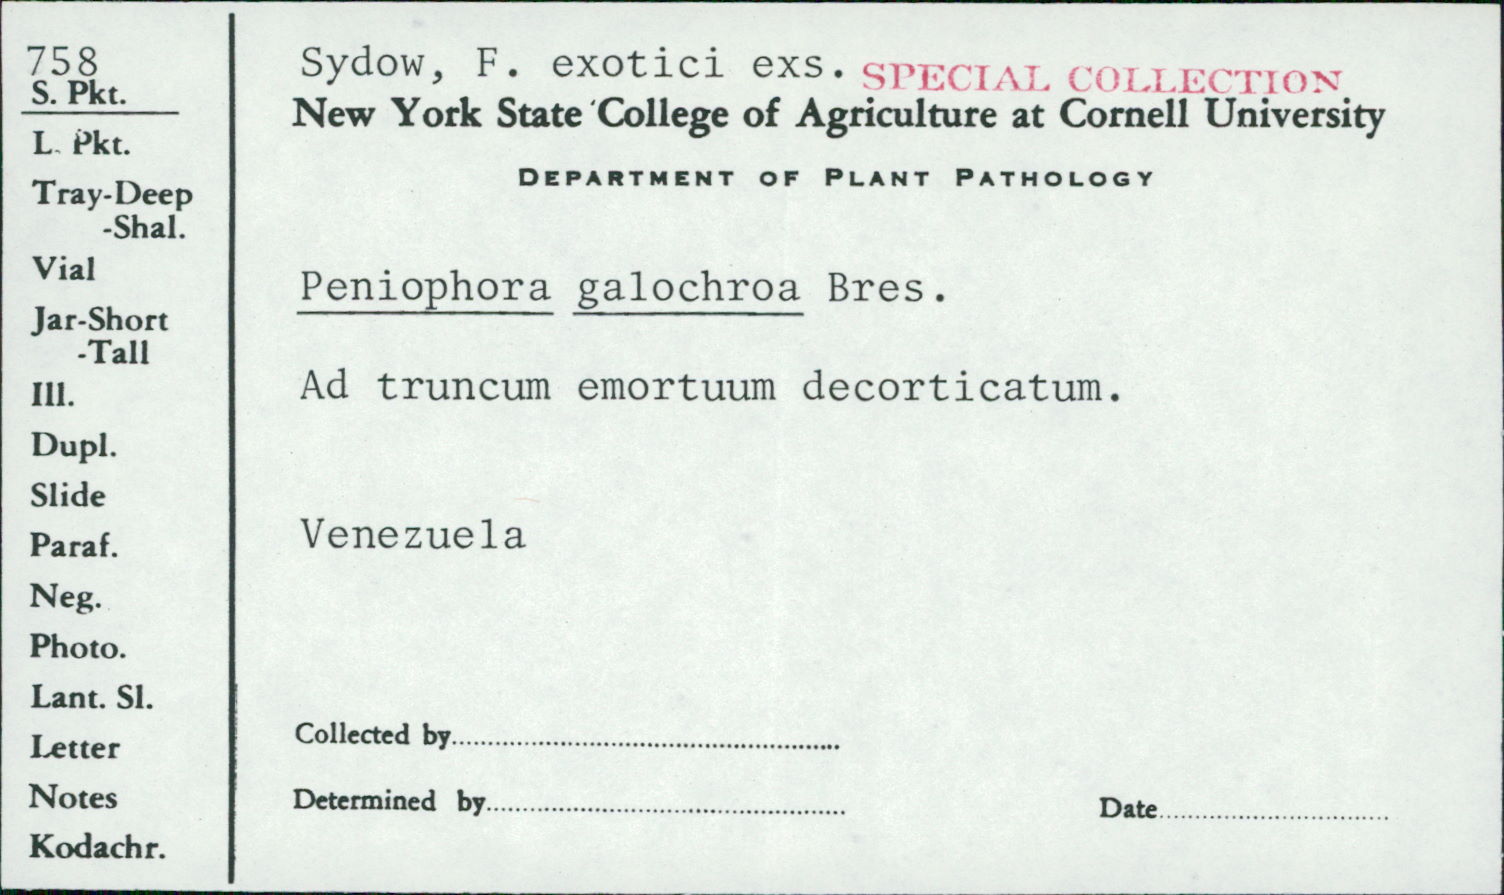 758
S. Pkt.
L. Pkt.
Tray-Deep
-Shal.
Vial
Jar-Short
-Tall
Ill.
Dupl.
Slide
Paraf.
Neg.
Photo.
Lant. Sl.
Letter
Notes
Kodachr.
Sydow, F. exotici exs. SPECIAL COLLECTION
New York State College of Agriculture at Cornell University
DEPARTMENT OF PLANT PATHOLOGY
Peniophora galochroa Bres.
Ad truncum emortuum decorticatum.
Venezuela
Collected by
Determined by
Date